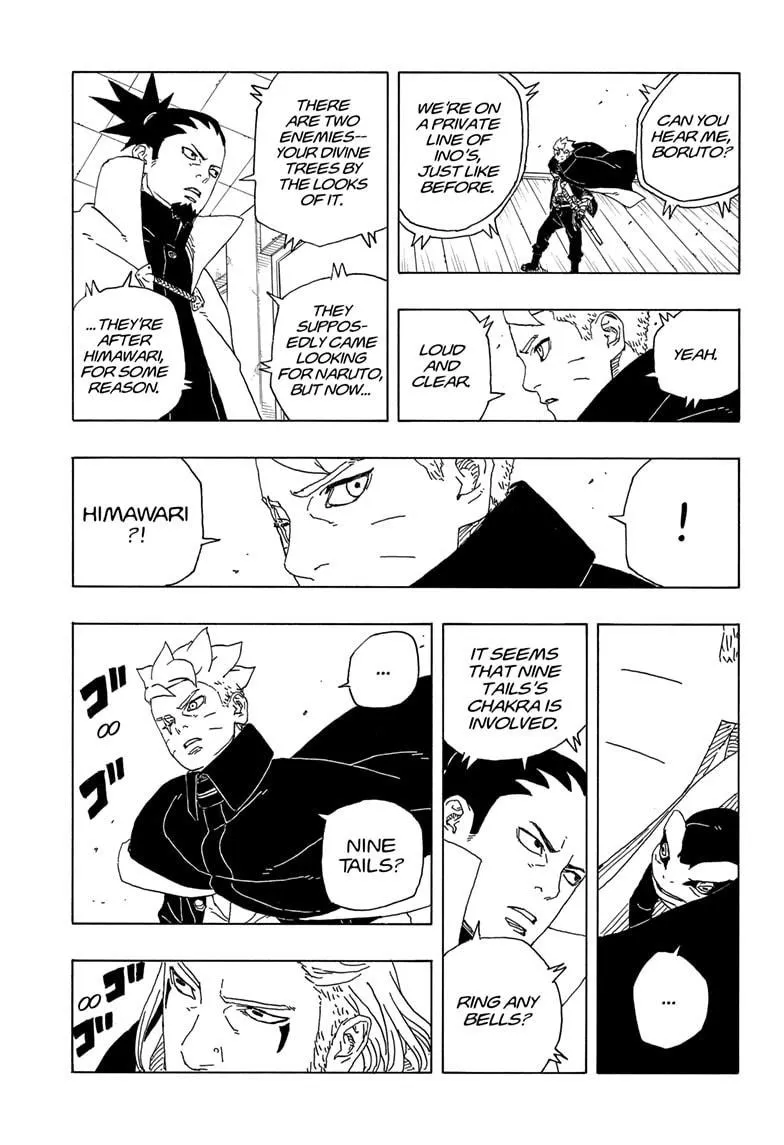 CAN YOU
HEAR ME,
BORUTO?
WE'RE ON
A PRIVATE
LINE OF
INO'S,
JUST LIKE
BEFORE.
YEAH.
LOUD
AND
CLEAR.
THERE
ARE TWO
ENEMIES--
YOUR DIVINE
TREES BY
THE LOOKS
OF IT.
THEY
SUPPOS-
EDLY CAME
LOOKING
FOR NARUTO,
BUT NOW...
...THEY'RE
AFTER
HIMAWARI,
FOR SOME
REASON.
!
HIMAWARI
?!
...
IT SEEMS
THAT NINE
TAILS'S
CHAKRA IS
INVOLVED.
RING ANY
BELLS?
...
NINE
TAILS?
ゴ
∞
ゴ
ゴ
∞
ゴ